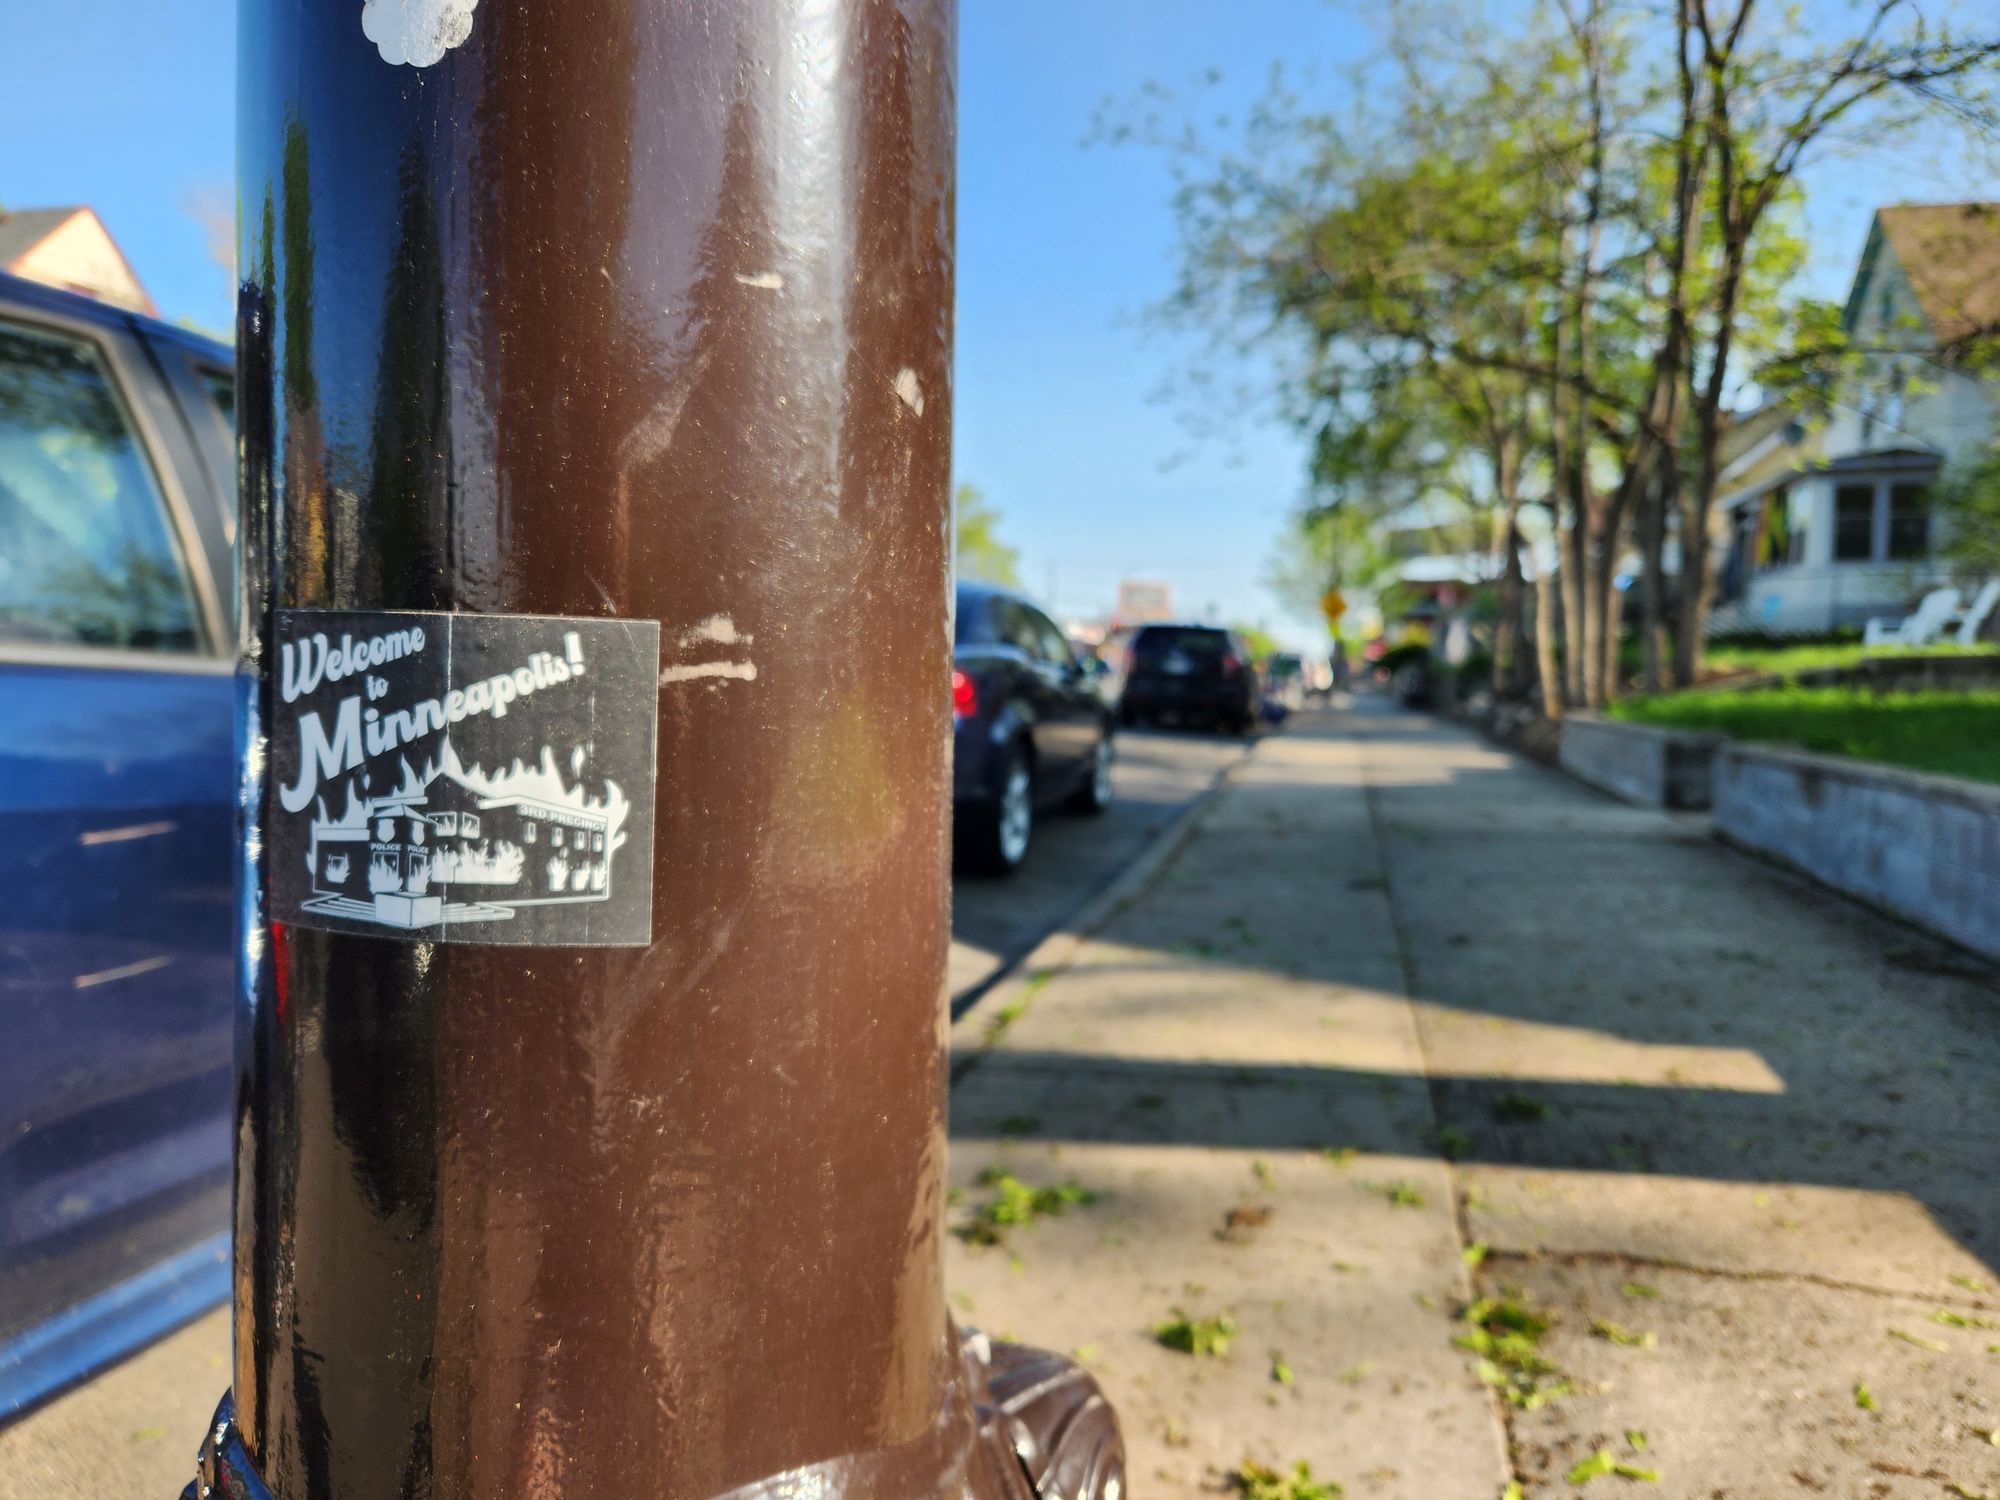 Welcome
to
Minneapolis!
3RD PRECINCT
POLICE POLICE